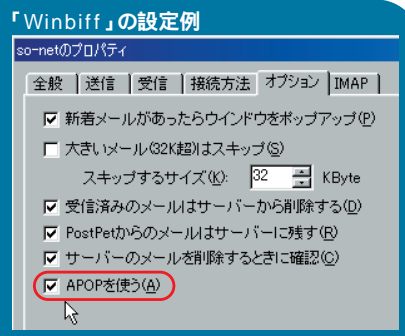 「Winbiff」の設定例
so-netのプロパティ
全般 送信 受信 接続方法 オプション IMAP
新着メールがあったらウインドウをポップアップ(P)
大きいメール(32K超)はスキップ(S)
スキップするサイズ(K): 32 KByte
受信済みのメールはサーバーから削除する(D)
PostPetからのメールはサーバーに残す(R)
サーバーのメールを削除するときに確認(C)
APOPを使う(A)